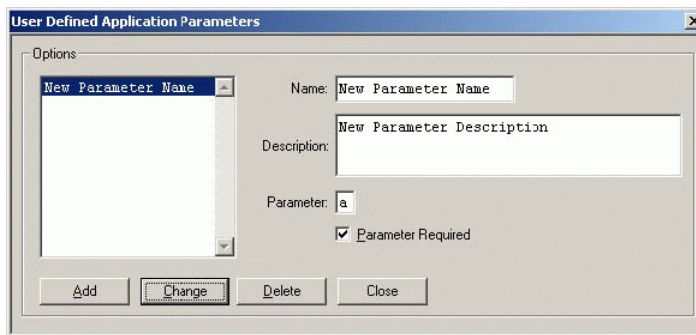 User Defined Application Parameters
Options
New Parameter Name
Name: New Parameter Name
Description: New Parameter Description
Parameter: a
Parameter Required
Add Change Delete Close